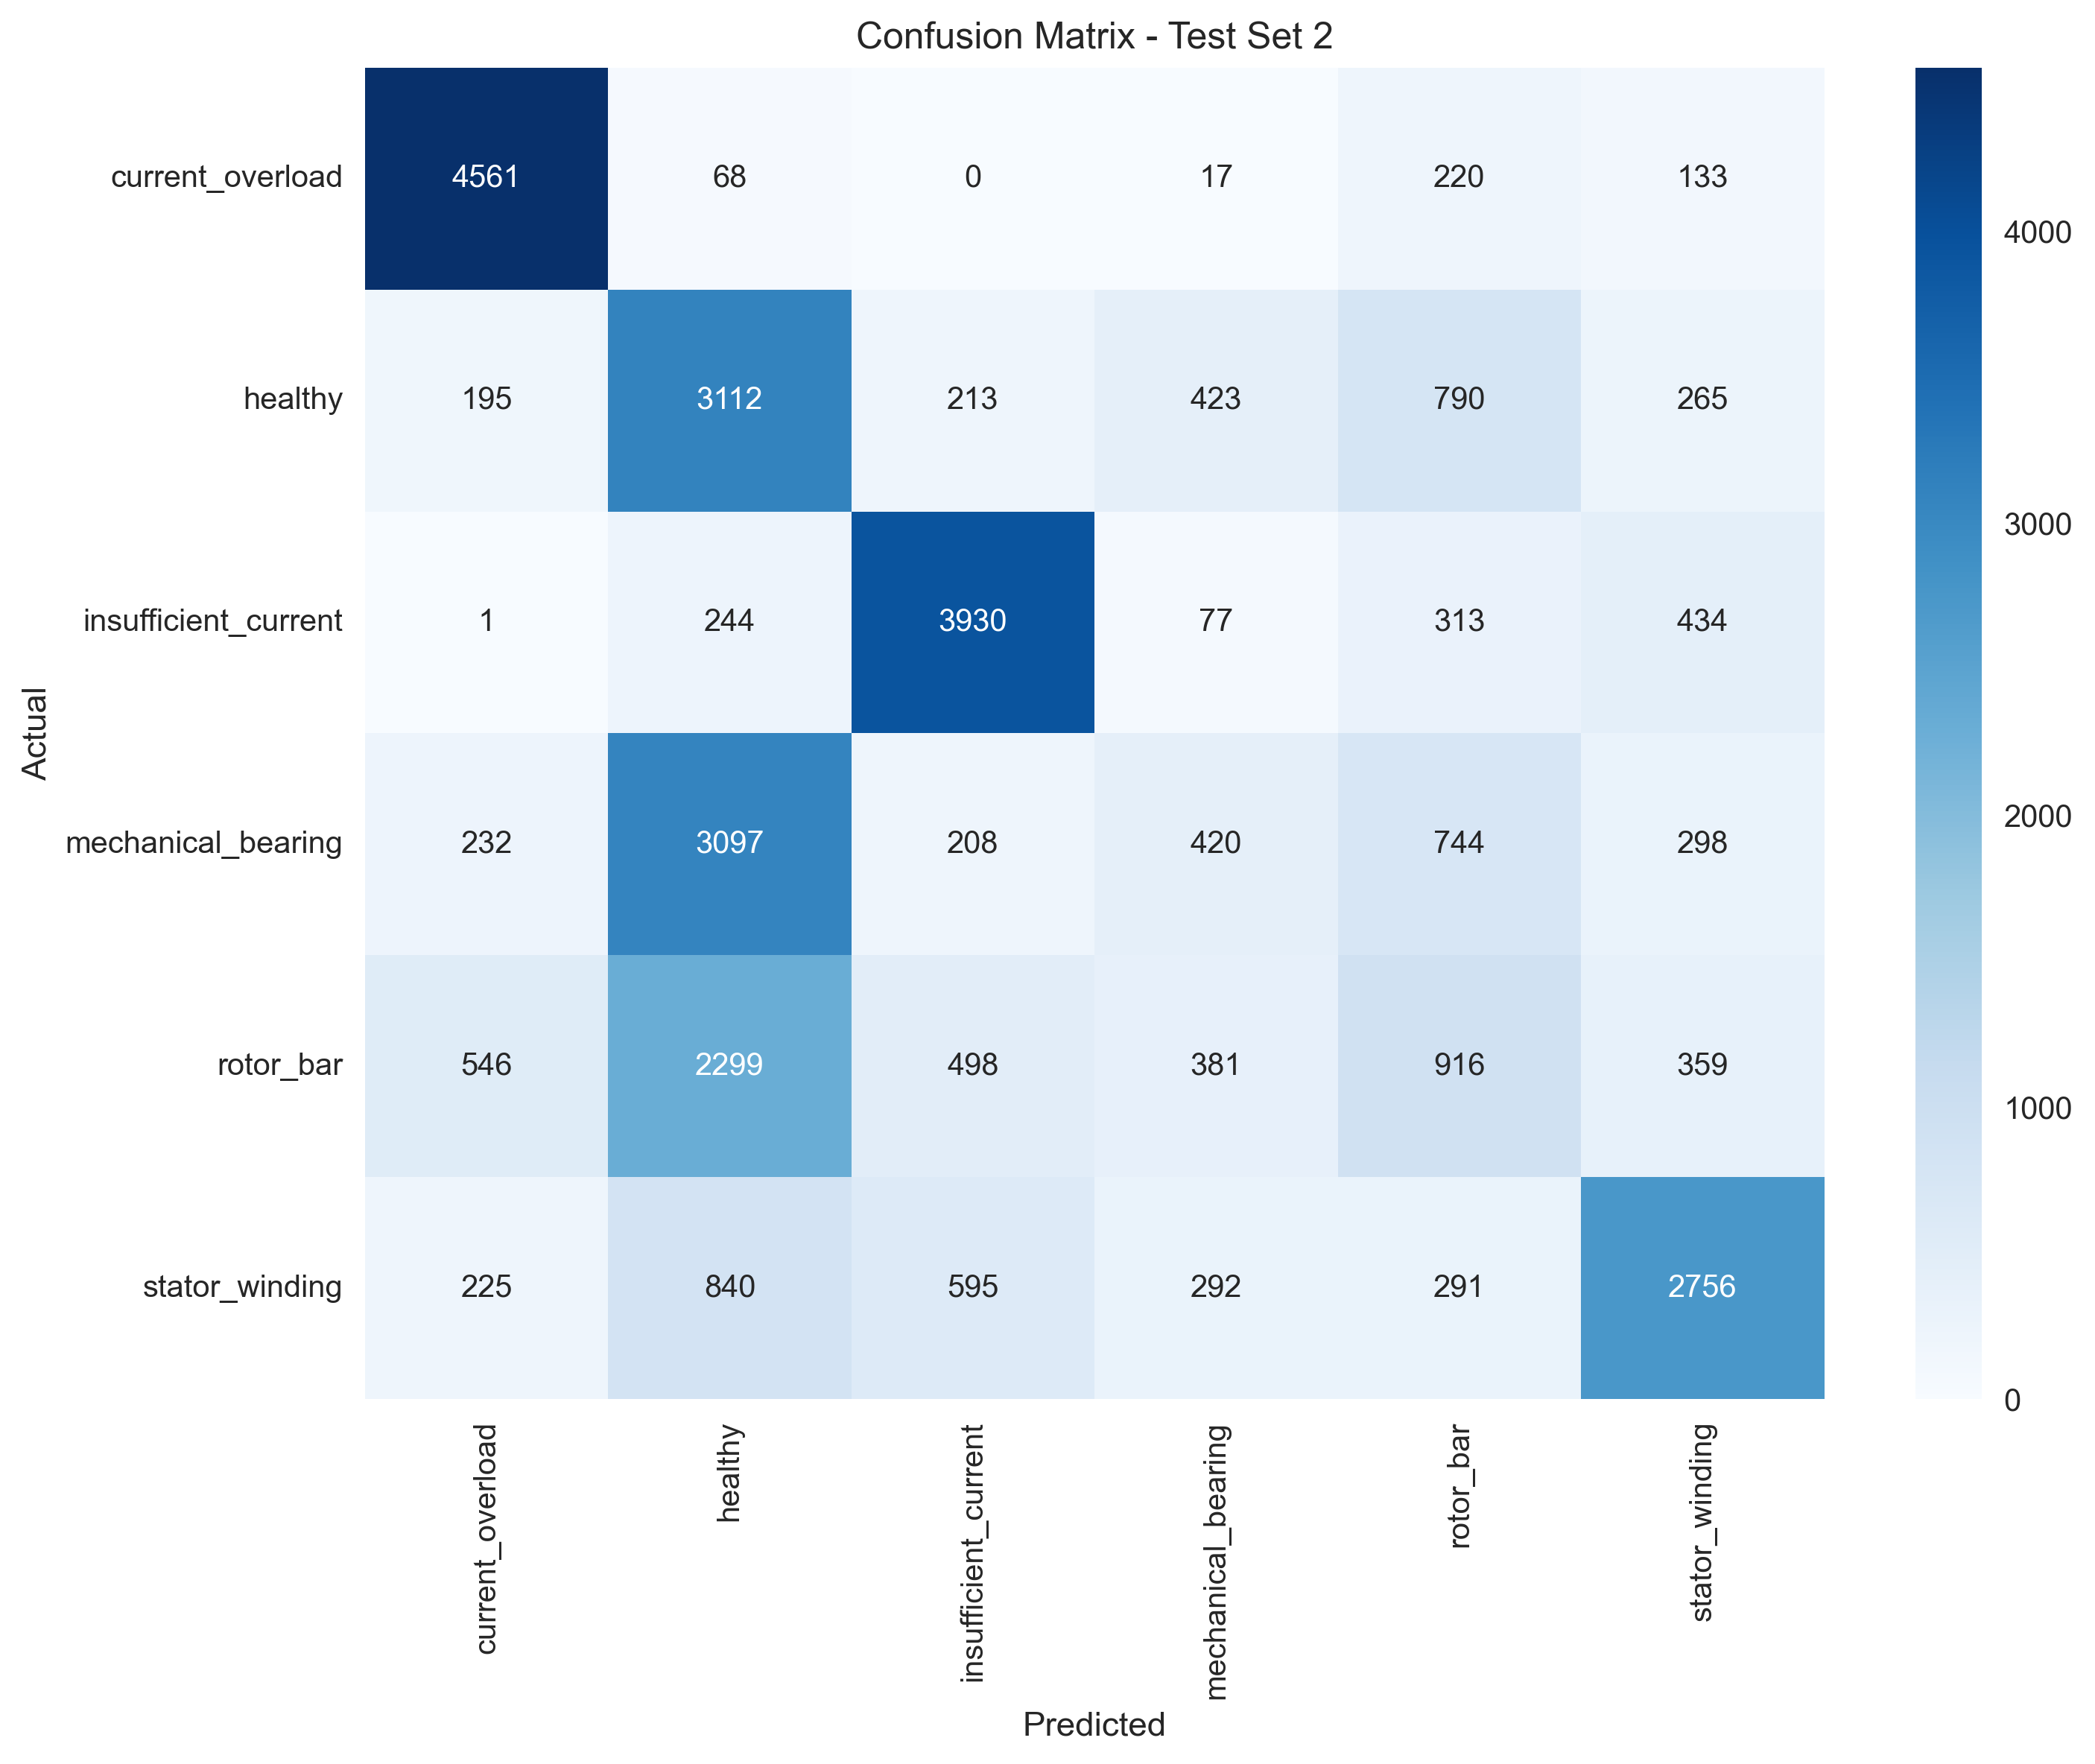 Confusion Matrix - Test Set 2
Actual
current_overload 4561 68 0 17 220 133
healthy 195 3112 213 423 790 265
insufficient_current 1 244 3930 77 313 434
mechanical_bearing 232 3097 208 420 744 298
rotor_bar 546 2299 498 381 916 359
stator_winding 225 840 595 292 291 2756
current_overload
healthy
insufficient_current
mechanical_bearing
rotor_bar
stator_winding
Predicted
4000
3000
2000
1000
0